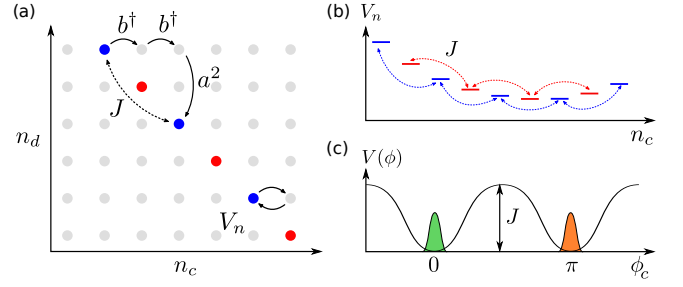 (a)
b† b†
a²
J
n_d
V_n
n_c
(b)
V_n
J
n_c
(c)
V(ϕ)
J
0 π ϕ_c